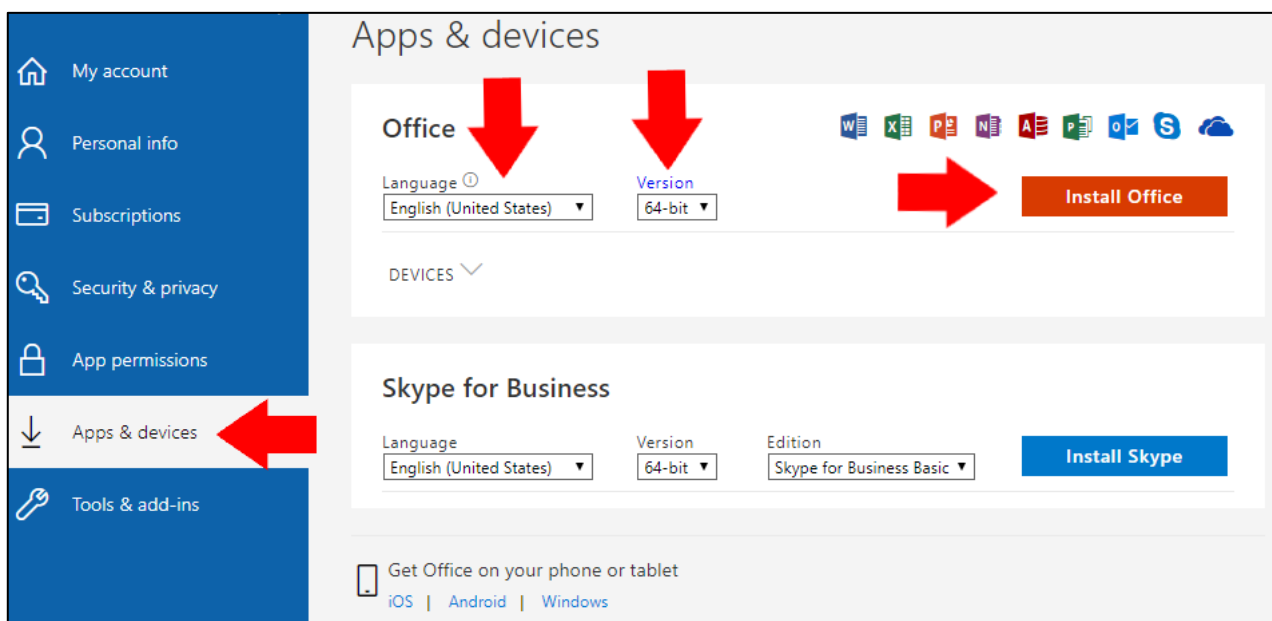 Apps & devices
My account
Personal info
Subscriptions
Security & privacy
App permissions
Apps & devices
Tools & add-ins
Office
Language
Version
English (United States)
64-bit
Install Office
DEVICES
Skype for Business
Language Version Edition
English (United States) 64-bit Skype for Business Basic
Install Skype
Get Office on your phone or tablet
iOS | Android | Windows